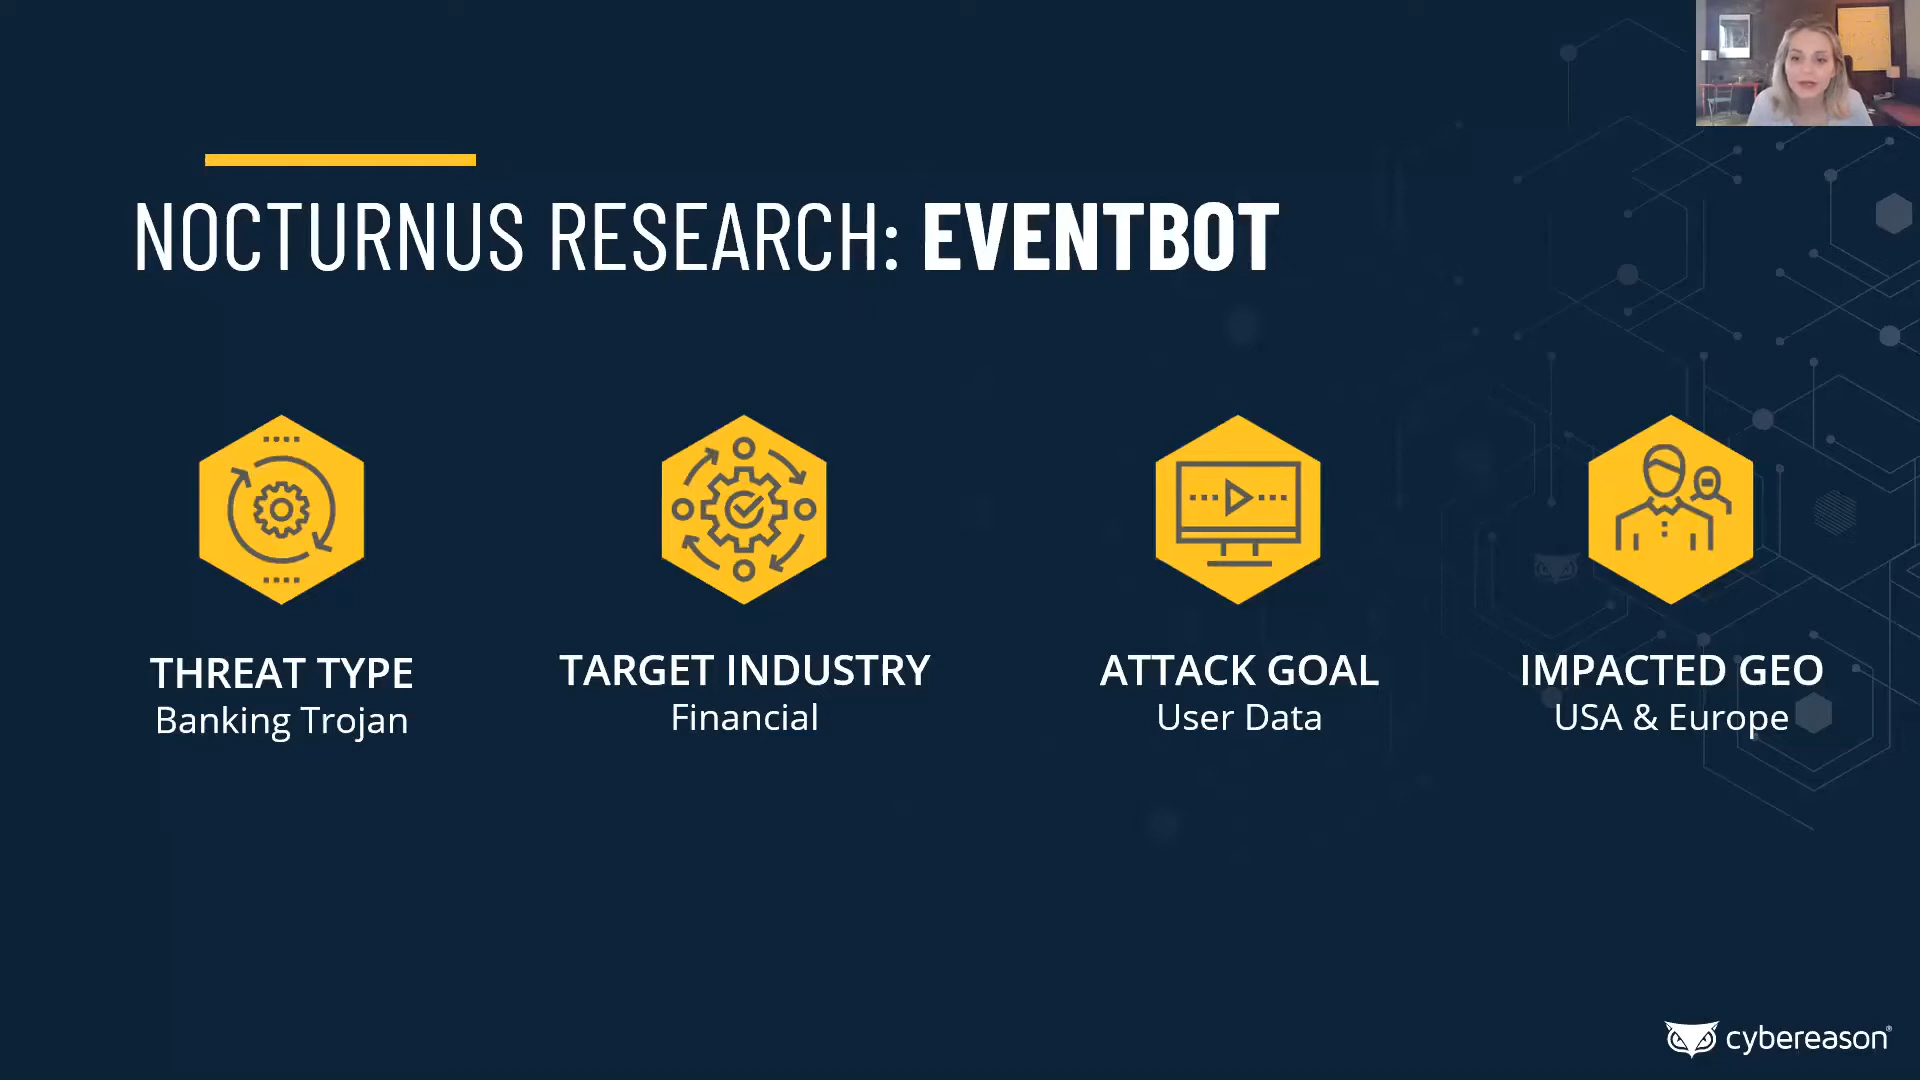 NOCTURNUS RESEARCH: EVENTBOT
THREAT TYPE
Banking Trojan
TARGET INDUSTRY
Financial
ATTACK GOAL
User Data
IMPACTED GEO
USA & Europe
cybereason®